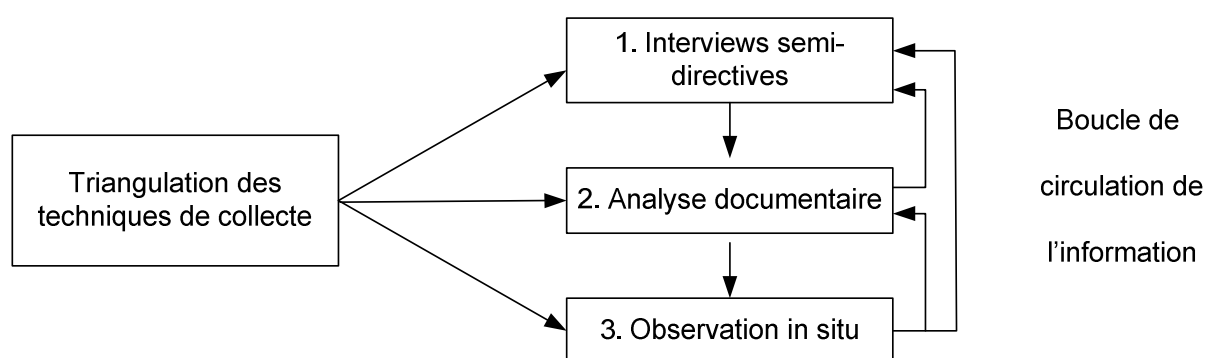 Triangulation des
techniques de collecte
1. Interviews semi-
directives
2. Analyse documentaire
3. Observation in situ
Boucle de
circulation de
l’information